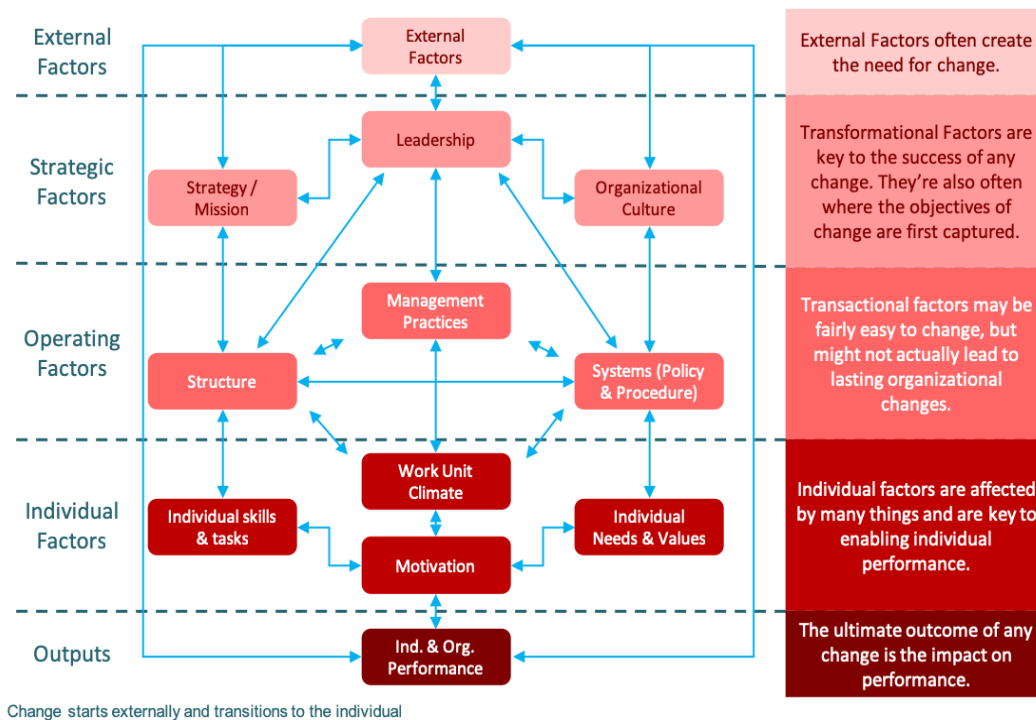 External
Factors
External
Factors
External Factors often create
the need for change.
Strategic
Factors
Leadership
Strategy /
Mission
Organizational
Culture
Transformational Factors are
key to the success of any
change. They’re also often
where the objectives of
change are first captured.
Operating
Factors
Management
Practices
Structure
Systems (Policy
& Procedure)
Transactional factors may be
fairly easy to change, but
might not actually lead to
lasting organizational
changes.
Individual
Factors
Work Unit
Climate
Individual skills
& tasks
Individual
Needs & Values
Motivation
Individual factors are affected
by many things and are key to
enabling individual
performance.
Outputs
Ind. & Org.
Performance
The ultimate outcome of any
change is the impact on
performance.
Change starts externally and transitions to the individual